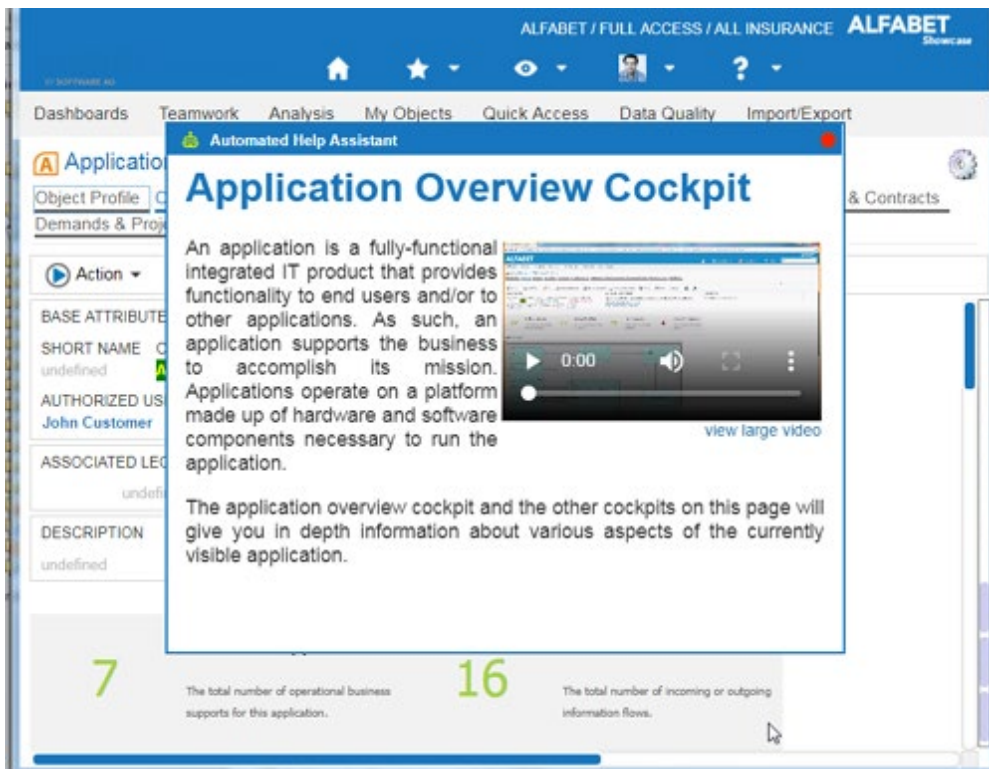 ALFABET / FULL ACCESS / ALL INSURANCE
ALFABET
Showcase
SOFTWARE AG
Dashboards Teamwork Analysis My Objects Quick Access Data Quality Import/Export
Automated Help Assistant
A Applicatio
Object Profile & Contracts
Demands & Proj
Action
BASE ATTRIBUTE
SHORT NAME
undefined
AUTHORIZED US
John Customer
ASSOCIATED LEG
undefi
DESCRIPTION
undefined
Application Overview Cockpit
An application is a fully-functional
integrated IT product that provides
functionality to end users and/or to
other applications. As such, an
application supports the business
to accomplish its mission.
Applications operate on a platform
made up of hardware and software
components necessary to run the
application.
ALFABET
0:00
view large video
The application overview cockpit and the other cockpits on this page will
give you in depth information about various aspects of the currently
visible application.
7
The total number of operational business
supports for this application.
16
The total number of incoming or outgoing
information flows.